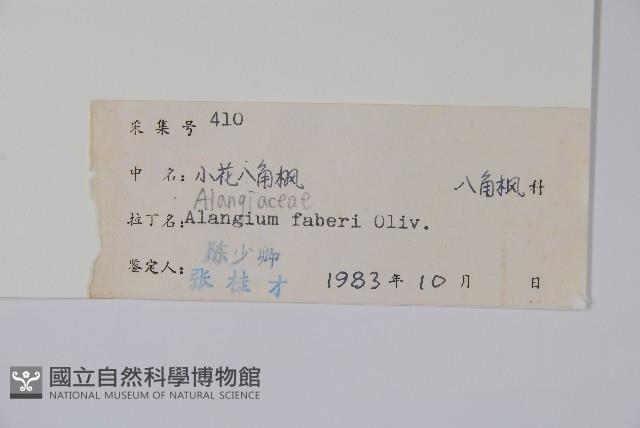 采集号 410
中 名: 小花八角枫 八角枫 科
Alangiaceae
拉丁名: Alangium faberi Oliv.
陈少卿
鉴定人: 张桂才 1983 年 10 月 日
國立自然科學博物館
NATIONAL MUSEUM OF NATURAL SCIENCE